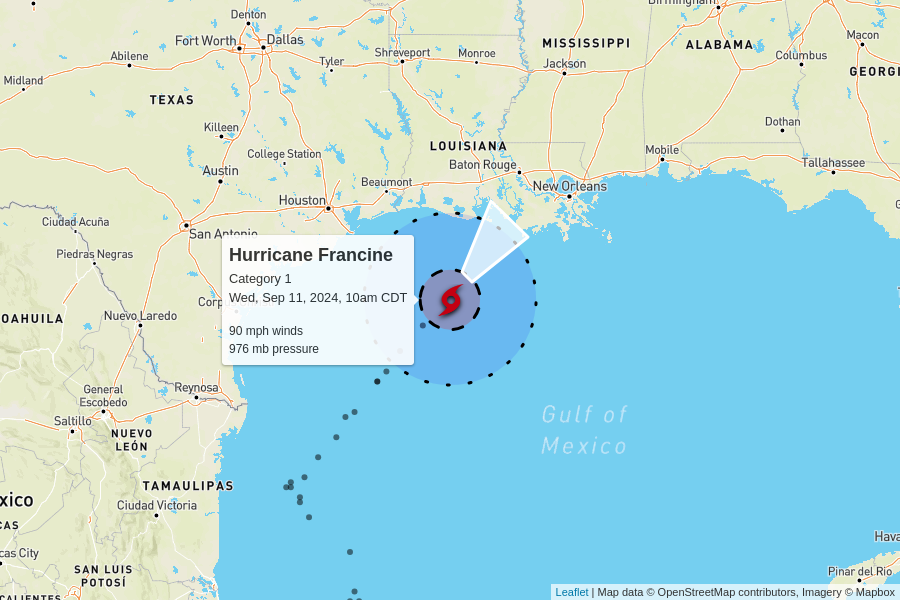 Birmingham
Denton
Fort Worth
Dallas
MISSISSIPPI
ALABAMA
Macon
Abilene
Tyler
Shreveport
Monroe
Jackson
Columbus
Midland
GEORGI
TEXAS
Killeen
Dothan
LOUISIANA
College Station
Baton Rouge
Mobile
Tallahassee
Austin
Beaumont
New Orleans
Houston
Ciudad Acuña
San Antonio
Piedras Negras
Hurricane Francine
Category 1
Wed, Sep 11, 2024, 10am CDT
90 mph winds
976 mb pressure
Corp
OAHUILA
Nuevo Laredo
General
Escobedo
Reynosa
Saltillo
NUEVO
LEÓN
Gulf of
Mexico
TAMAULIPAS
xico
Ciudad Victoria
CAS
cas City
SAN LUIS
POTOSÍ
Hava
Pinar del Rio
CALIENTES
Leaflet | Map data © OpenStreetMap contributors, Imagery © Mapbox